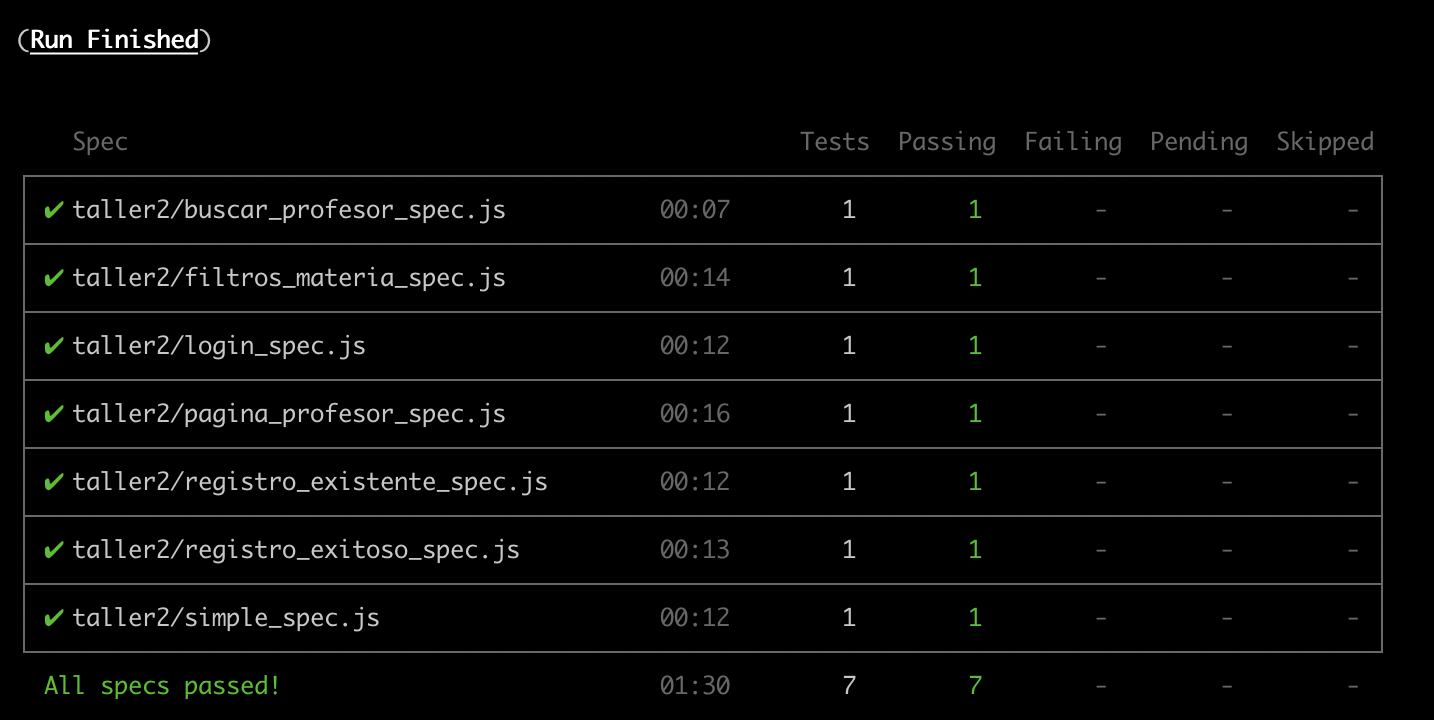 (Run Finished)
Spec Tests Passing Failing Pending Skipped
✔ taller2/buscar_profesor_spec.js 00:07 1 1 - - -
✔ taller2/filtros_materia_spec.js 00:14 1 1 - - -
✔ taller2/login_spec.js 00:12 1 1 - - -
✔ taller2/pagina_profesor_spec.js 00:16 1 1 - - -
✔ taller2/registro_existente_spec.js 00:12 1 1 - - -
✔ taller2/registro_exitoso_spec.js 00:13 1 1 - - -
✔ taller2/simple_spec.js 00:12 1 1 - - -
All specs passed! 01:30 7 7 - - -